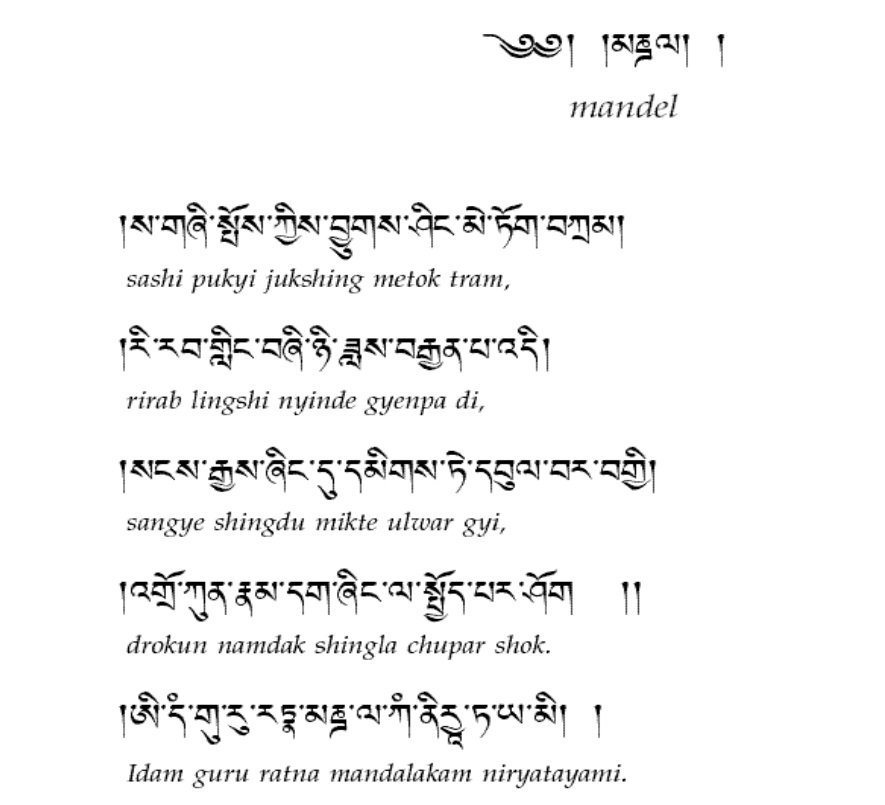 ༄༅། །མཎྜལ། །
mandel
།ས་གཞི་སྤོས་ཀྱིས་བྱུགས་ཤིང་མེ་ཏོག་བཀྲམ།
sashi pukyi jukshing metok tram,
།རི་རབ་གླིང་བཞི་ཉི་ཟླས་བརྒྱན་པ་འདི།
rirab lingshi nyinde gyenpa di,
།སངས་རྒྱས་ཞིང་དུ་དམིགས་ཏེ་དབུལ་བར་བགྱི།
sangye shingdu mikte ulwar gyi,
།འགྲོ་ཀུན་རྣམ་དག་ཞིང་ལ་སྤྱོད་པར་ཤོག །།
drokun namdak shingla chupar shok.
།ཨི་དཾ་གུ་རུ་རཏྣ་མཎྜ་ལ་ཀཾ་ནིརྻཱ་ཏ་ཡ་མི། །
Idam guru ratna mandalakam niryatayami.